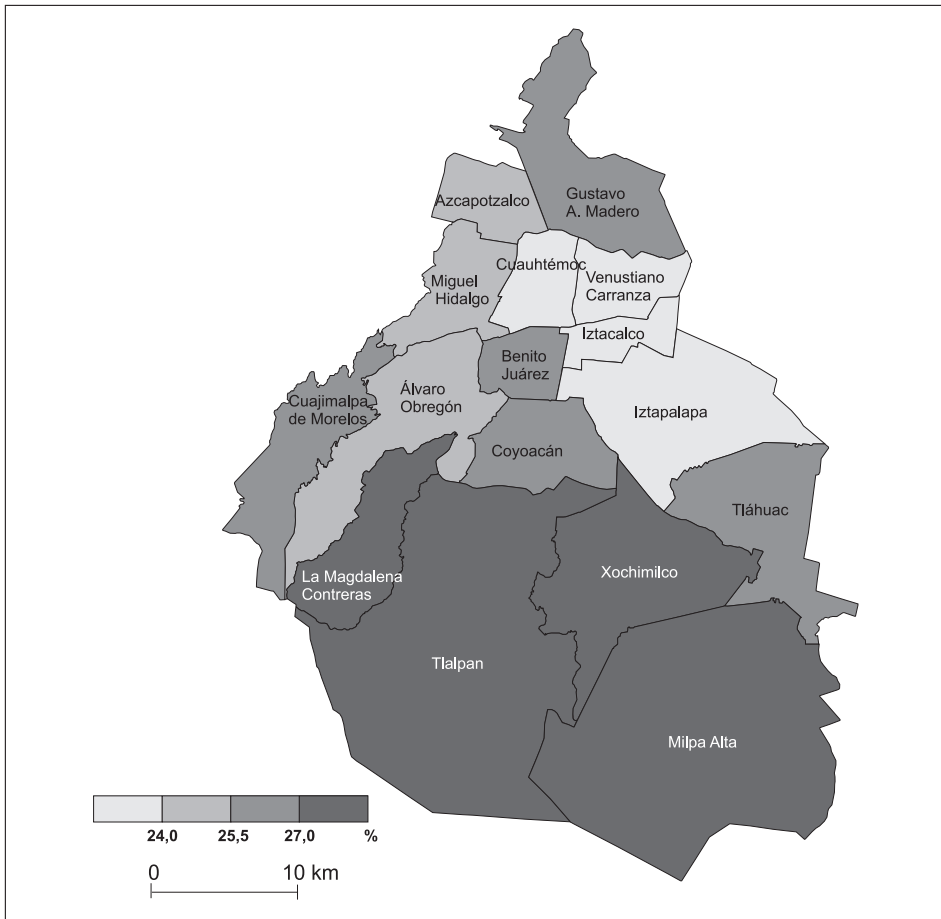 Gustavo
A. Madero
Azcapotzalco
Cuauhtémoc
Venustiano
Carranza
Miguel
Hidalgo
Iztacalco
Benito
Juárez
Cuajimalpa
de Morelos
Álvaro
Obregón
Iztapalapa
Coyoacán
Tláhuac
La Magdalena
Contreras
Xochimilco
Tlalpan
Milpa Alta
24,0 25,5 27,0 %
0 10 km